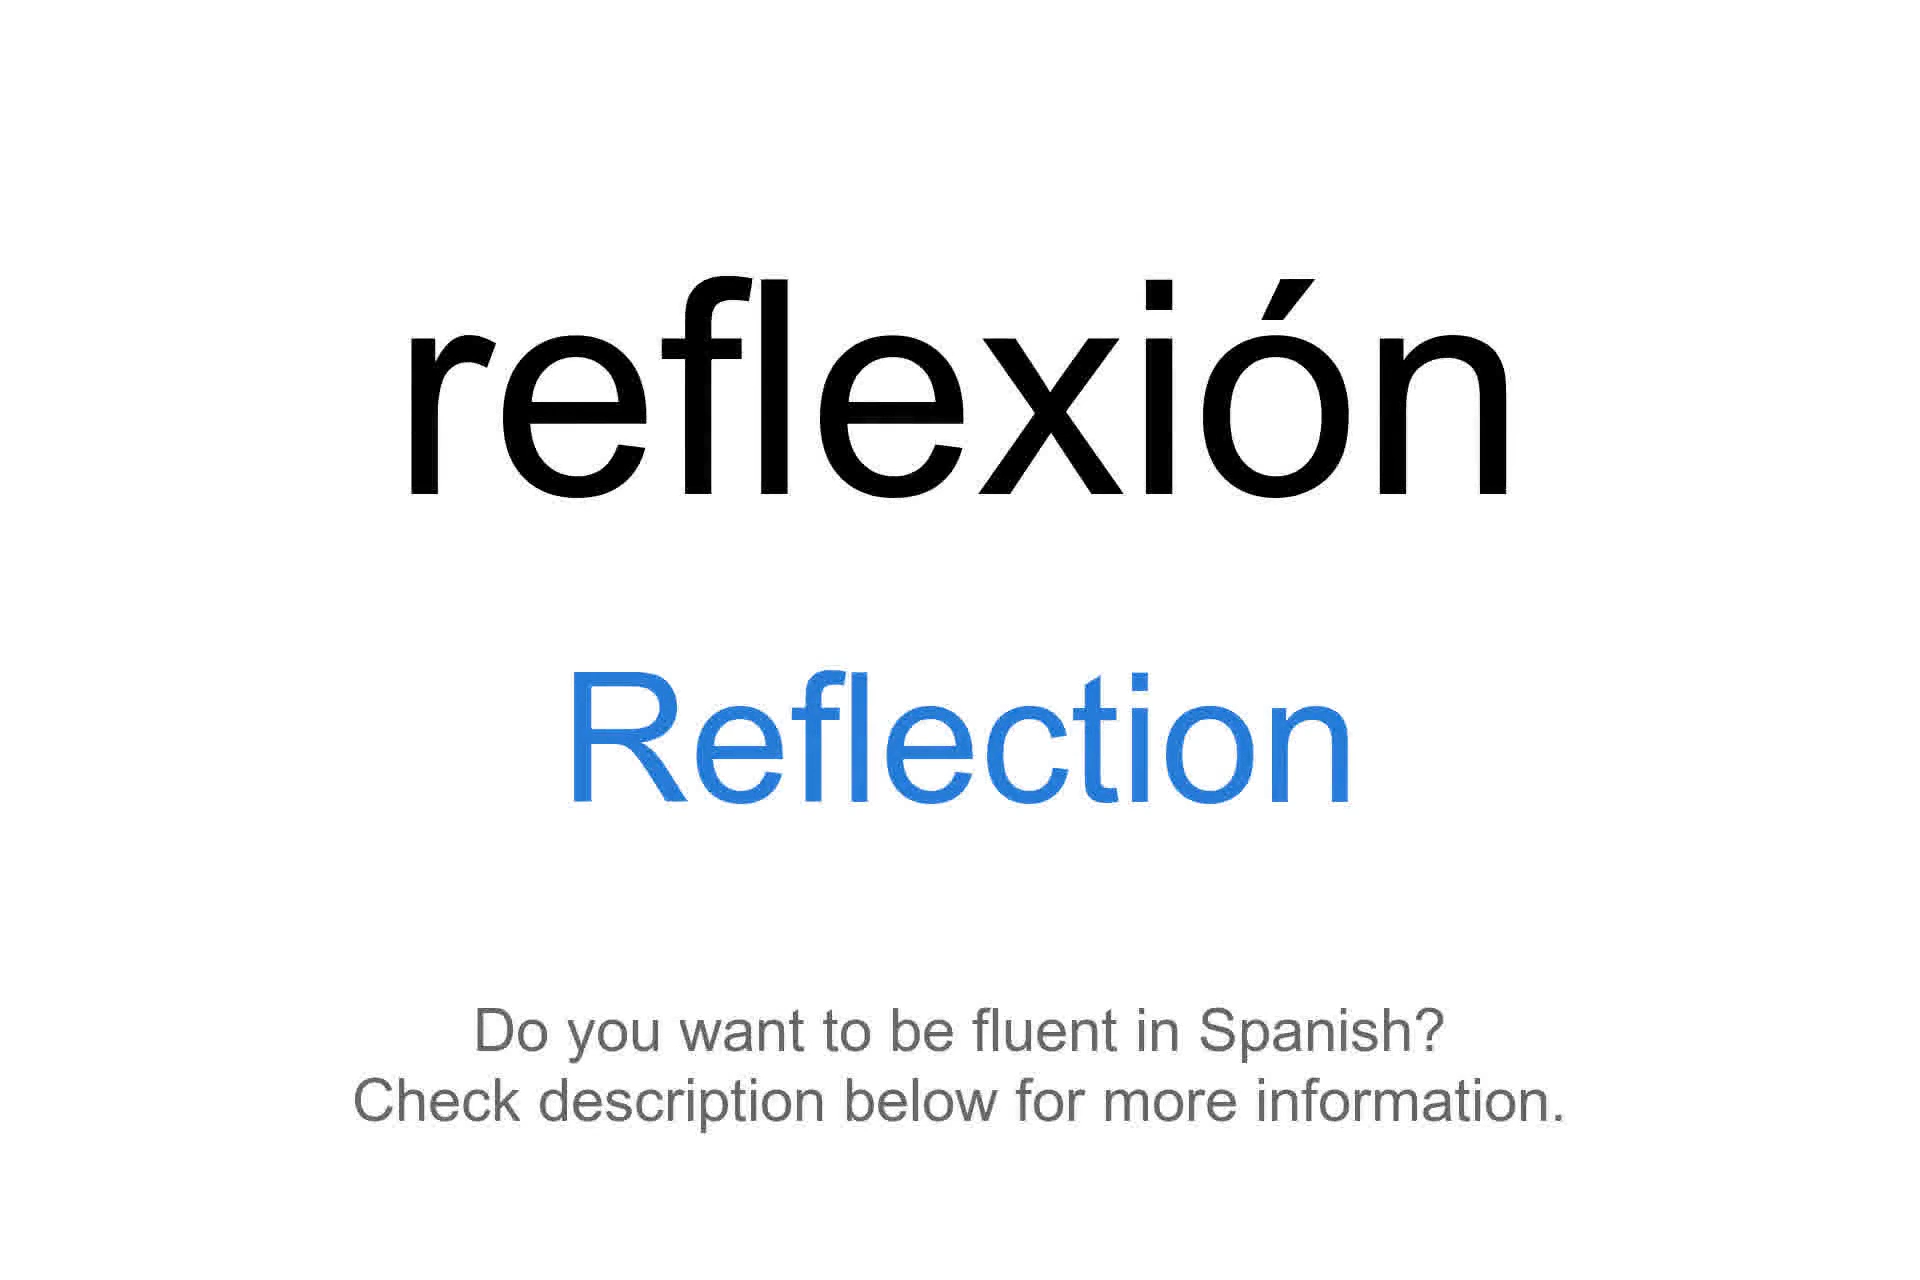 reflexión
Reflection
Do you want to be fluent in Spanish?
Check description below for more information.